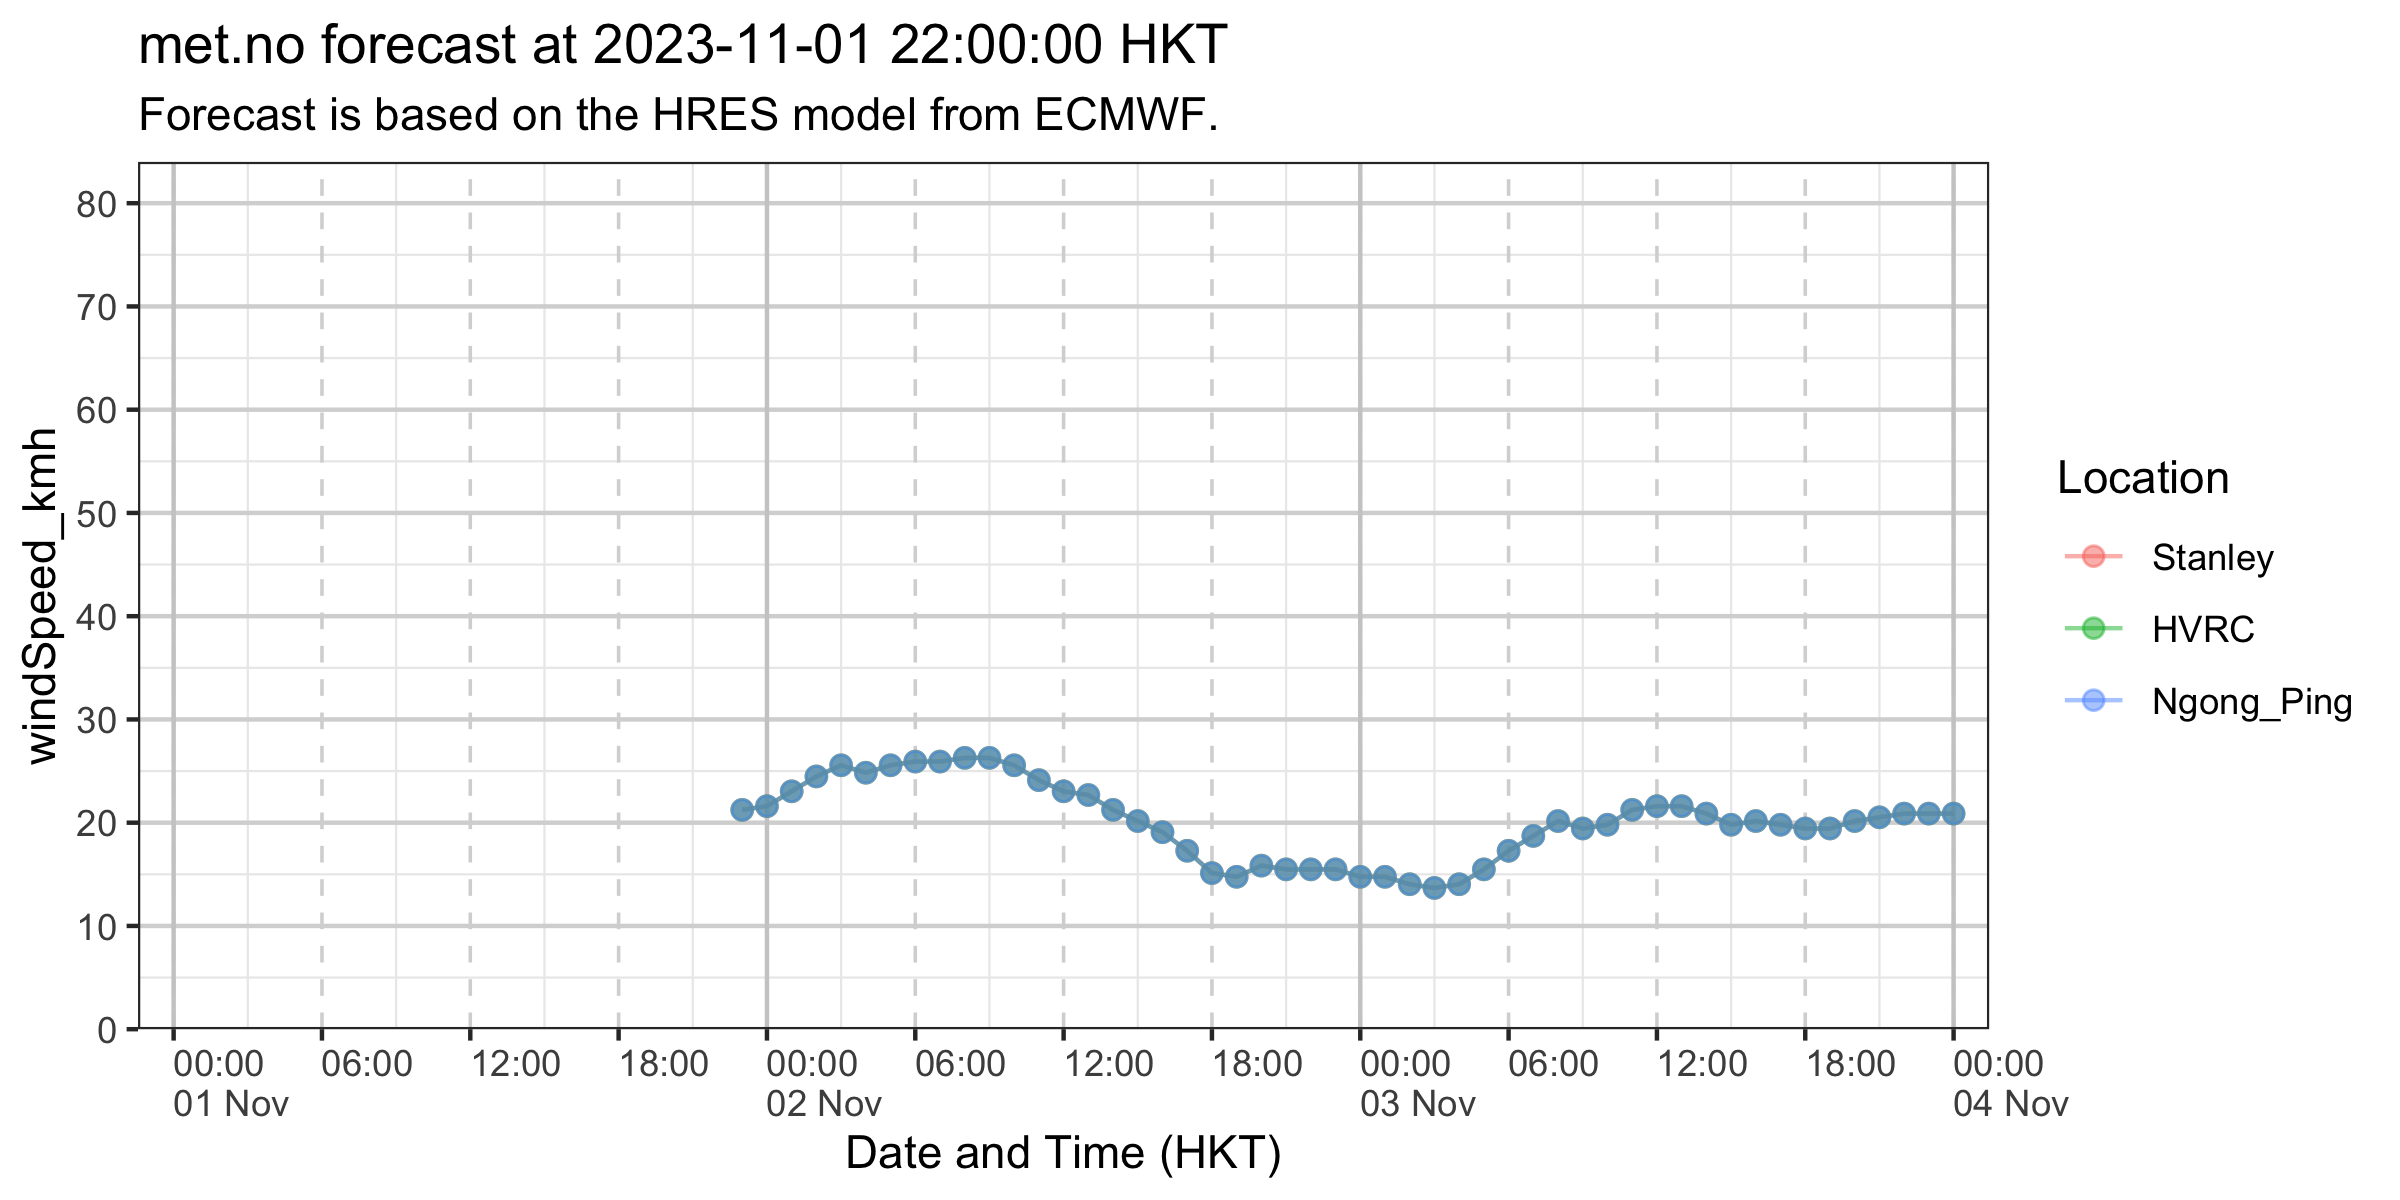 met.no forecast at 2023-11-01 22:00:00 HKT
Forecast is based on the HRES model from ECMWF.
windSpeed_kmh
80
70
60
50
40
30
20
10
0
00:00 06:00 12:00 18:00 00:00 06:00 12:00 18:00 00:00 06:00 12:00 18:00 00:00
01 Nov 02 Nov 03 Nov 04 Nov
Date and Time (HKT)
Location
Stanley
HVRC
Ngong_Ping